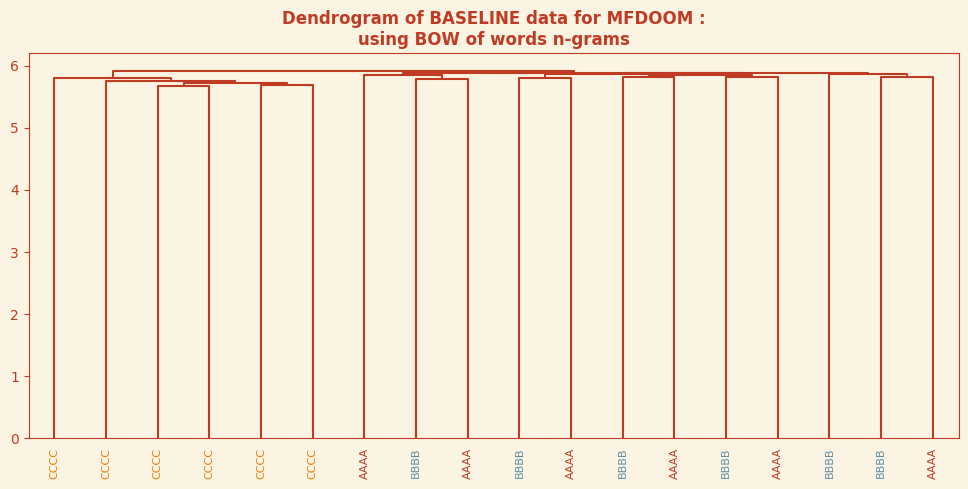 Dendrogram of BASELINE data for MFDOOM :
using BOW of words n-grams
6
5
4
3
2
1
0
CCCC
CCCC
CCCC
CCCC
CCCC
CCCC
AAAA
BBBB
AAAA
BBBB
AAAA
BBBB
AAAA
BBBB
AAAA
BBBB
BBBB
AAAA